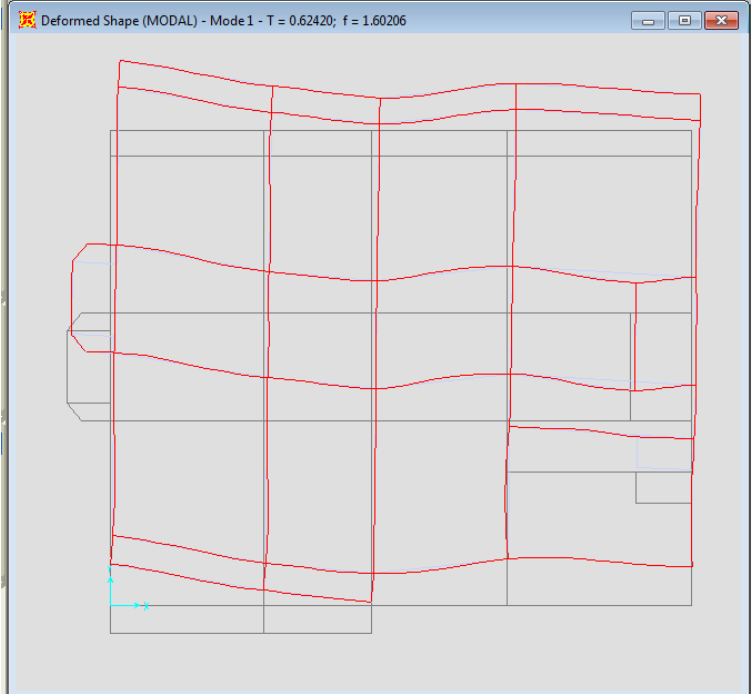 Deformed Shape (MODAL) - Mode 1 - T = 0.62420;  f = 1.60206
X